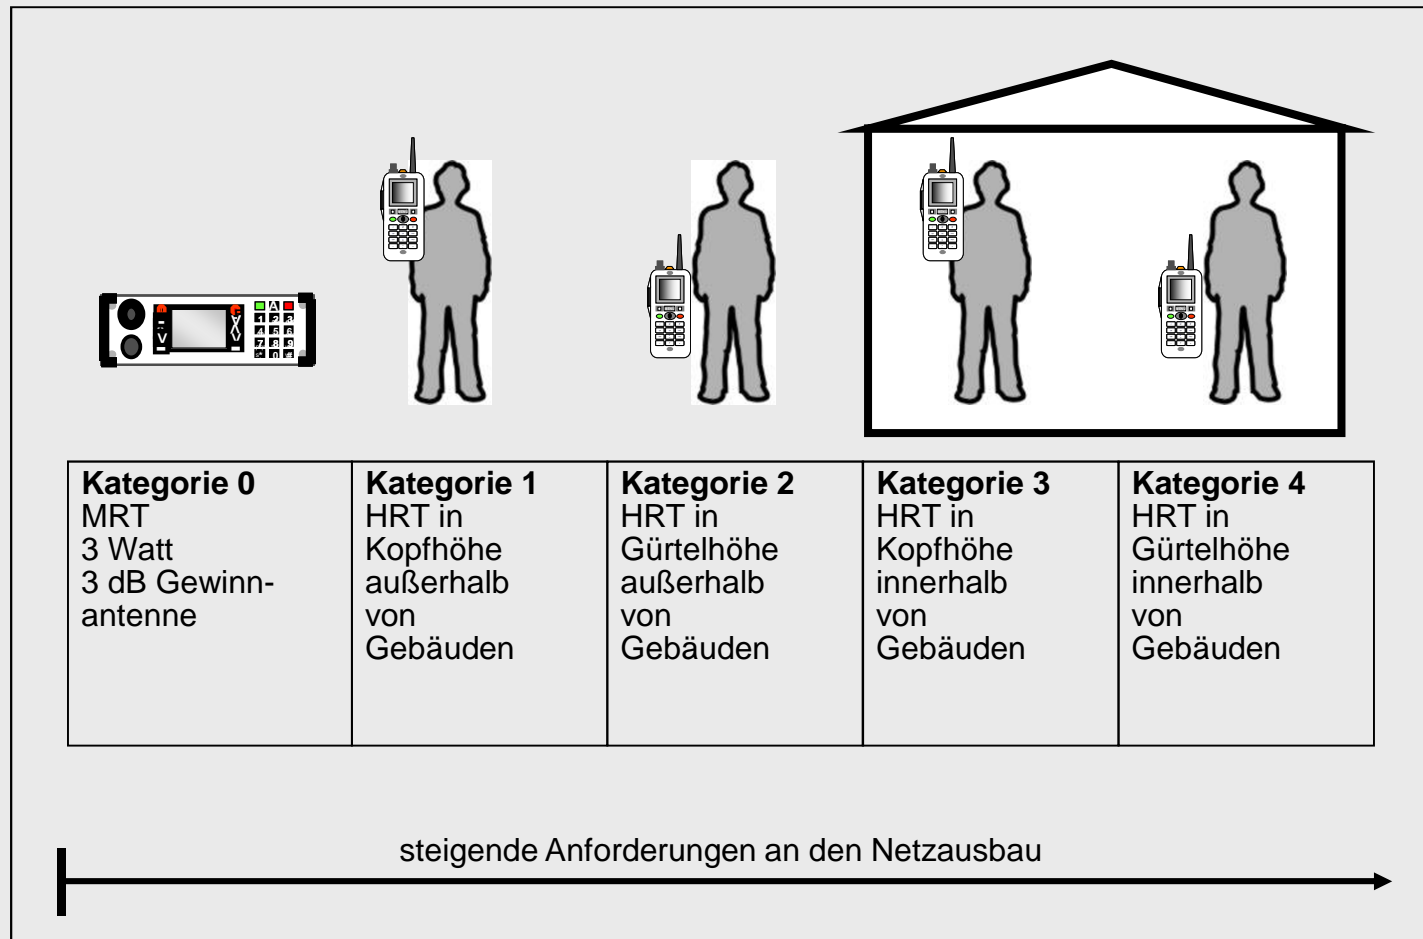 Kategorie 0
MRT
3 Watt
3 dB Gewinn-
antenne
Kategorie 1
HRT in
Kopfhöhe
außerhalb
von
Gebäuden
Kategorie 2
HRT in
Gürtelhöhe
außerhalb
von
Gebäuden
Kategorie 3
HRT in
Kopfhöhe
innerhalb
von
Gebäuden
Kategorie 4
HRT in
Gürtelhöhe
innerhalb
von
Gebäuden
steigende Anforderungen an den Netzausbau